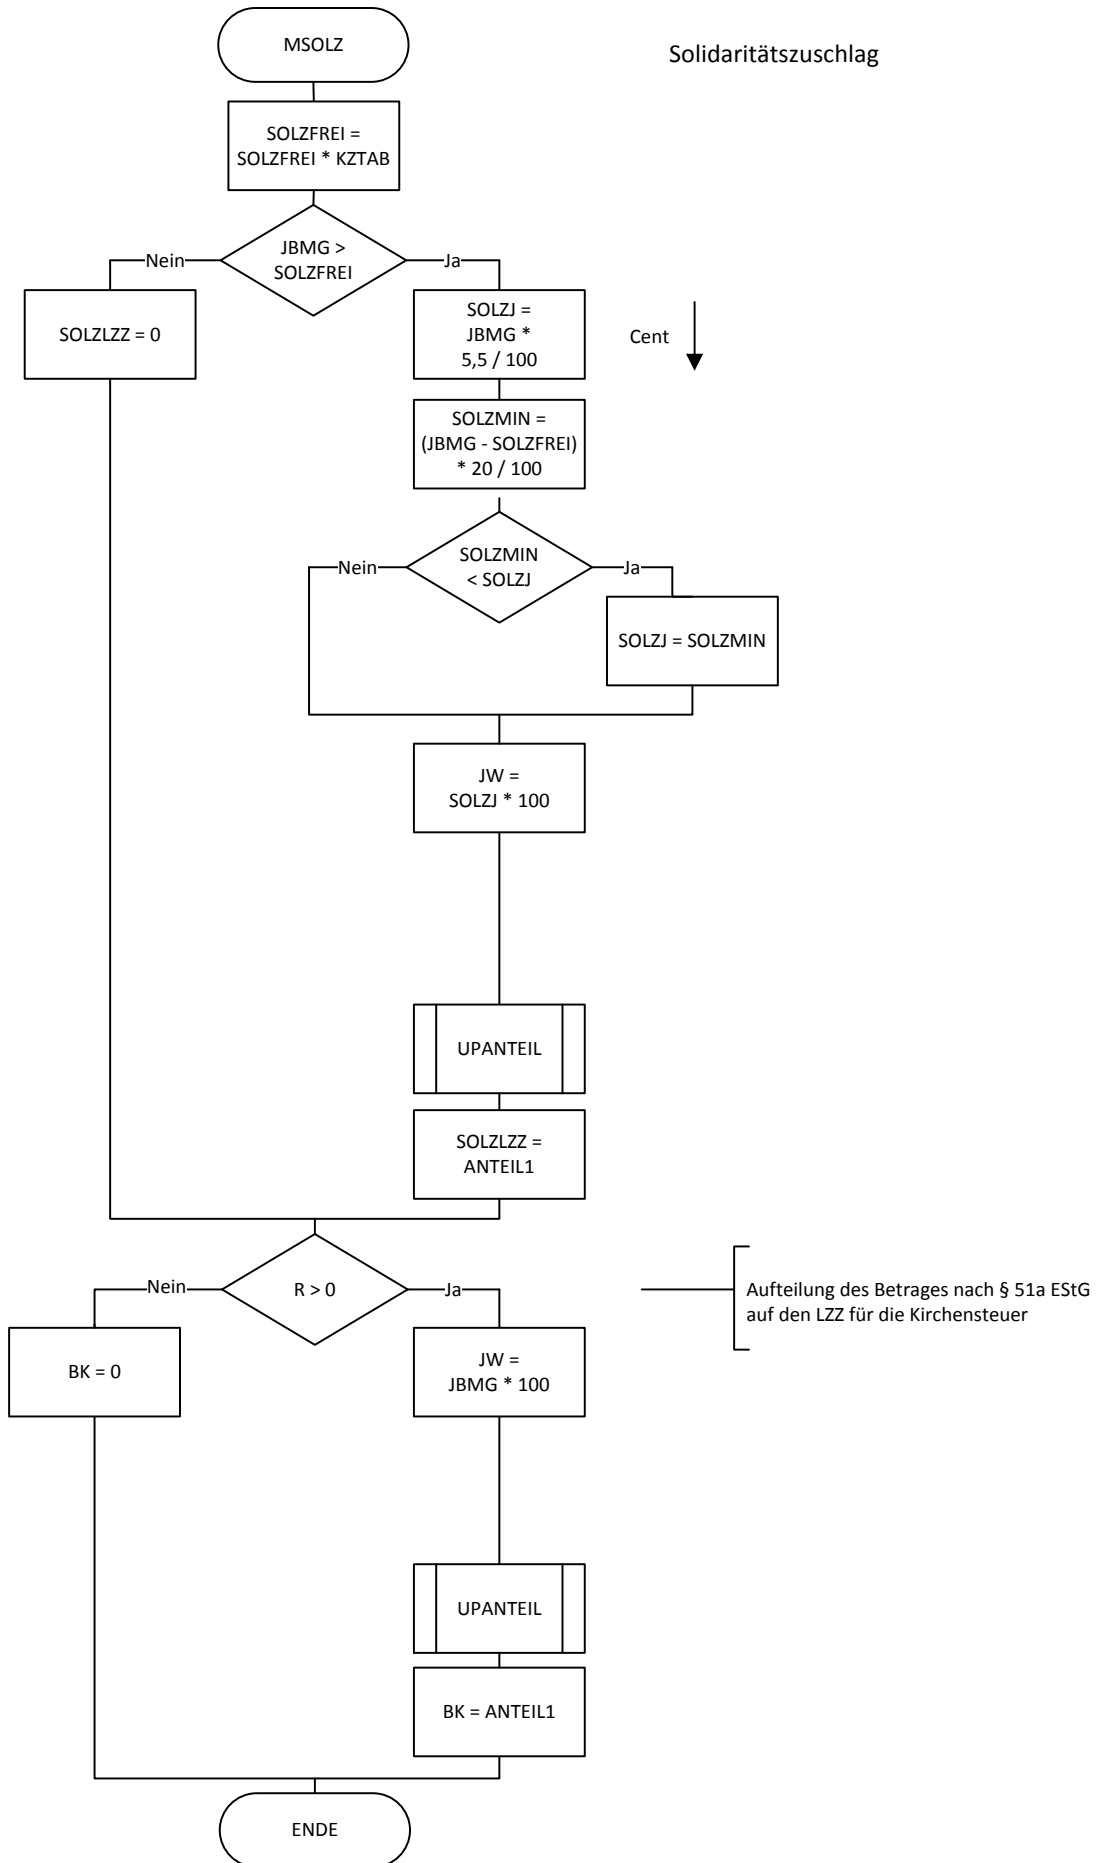 MSOLZ
Solidaritätszuschlag
SOLZFREI =
SOLZFREI * KZTAB
JBMG >
SOLZFREI
Nein
Ja
SOLZLZZ = 0
SOLZJ =
JBMG *
5,5 / 100
Cent
SOLZMIN =
(JBMG - SOLZFREI)
* 20 / 100
SOLZMIN
< SOLZJ
Nein
Ja
SOLZJ = SOLZMIN
JW =
SOLZJ * 100
UPANTEIL
SOLZLZZ =
ANTEIL1
R > 0
Nein
Ja
Aufteilung des Betrages nach § 51a EStG
auf den LZZ für die Kirchensteuer
BK = 0
JW =
JBMG * 100
UPANTEIL
BK = ANTEIL1
ENDE